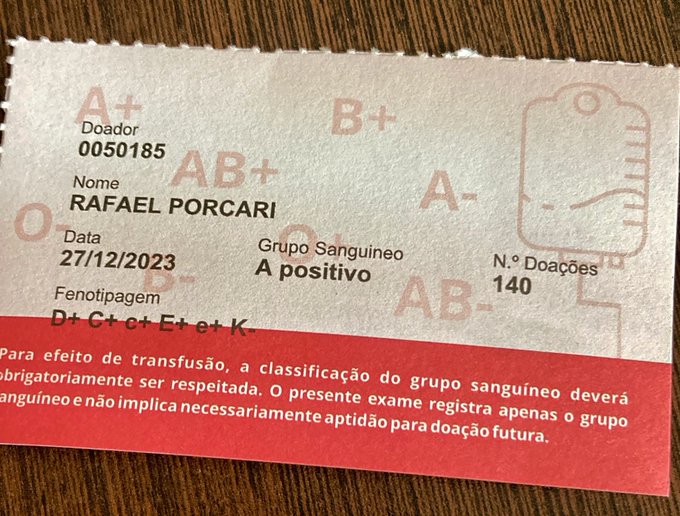 A+
B+
Doador
0050185
AB+
A-
Nome
RAFAEL PORCARI
O-
O+
Data
27/12/2023
Grupo Sanguineo
A positivo
N.º Doações
140
B-
AB-
Fenotipagem
D+ C+ c+ E+ e+ K-
Para efeito de transfusão, a classificação do grupo sanguíneo deverá
obrigatoriamente ser respeitada. O presente exame registra apenas o grupo
sanguíneo e não implica necessariamente aptidão para doação futura.